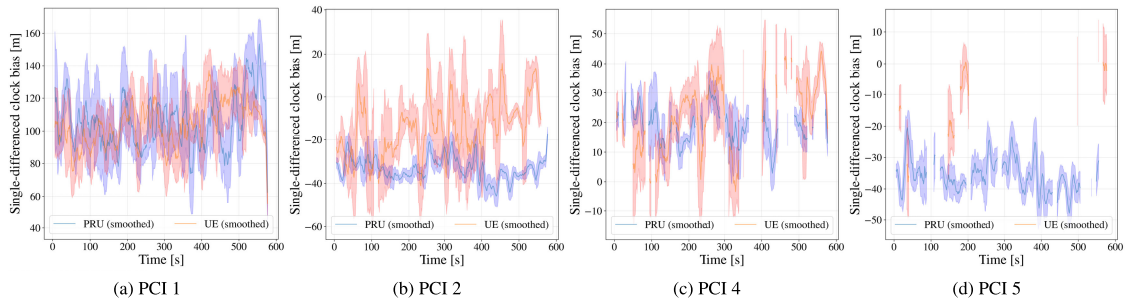 Single-differenced clock bias [m]
160
140
120
100
80
60
40
0 100 200 300 400 500 600
PRU (smoothed) UE (smoothed)
Time [s]
(a) PCI 1
Single-differenced clock bias [m]
40
20
0
−20
−40
−60
0 100 200 300 400 500 600
PRU (smoothed) UE (smoothed)
Time [s]
(b) PCI 2
Single-differenced clock bias [m]
50
40
30
20
10
0
−10
0 100 200 300 400 500 600
PRU (smoothed) UE (smoothed)
Time [s]
(c) PCI 4
Single-differenced clock bias [m]
10
0
−10
−20
−30
−40
−50
0 100 200 300 400 500 600
PRU (smoothed) UE (smoothed)
Time [s]
(d) PCI 5